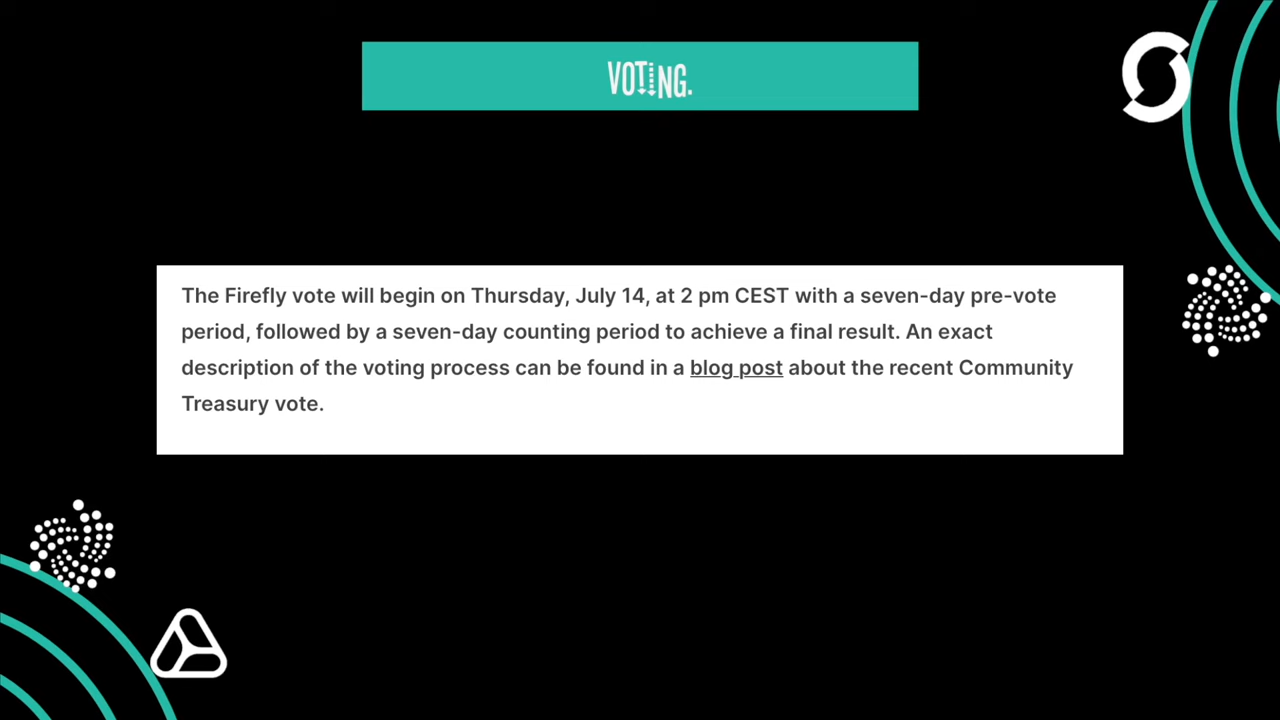 VOTING.
The Firefly vote will begin on Thursday, July 14, at 2 pm CEST with a seven-day pre-vote
period, followed by a seven-day counting period to achieve a final result. An exact
description of the voting process can be found in a blog post about the recent Community
Treasury vote.